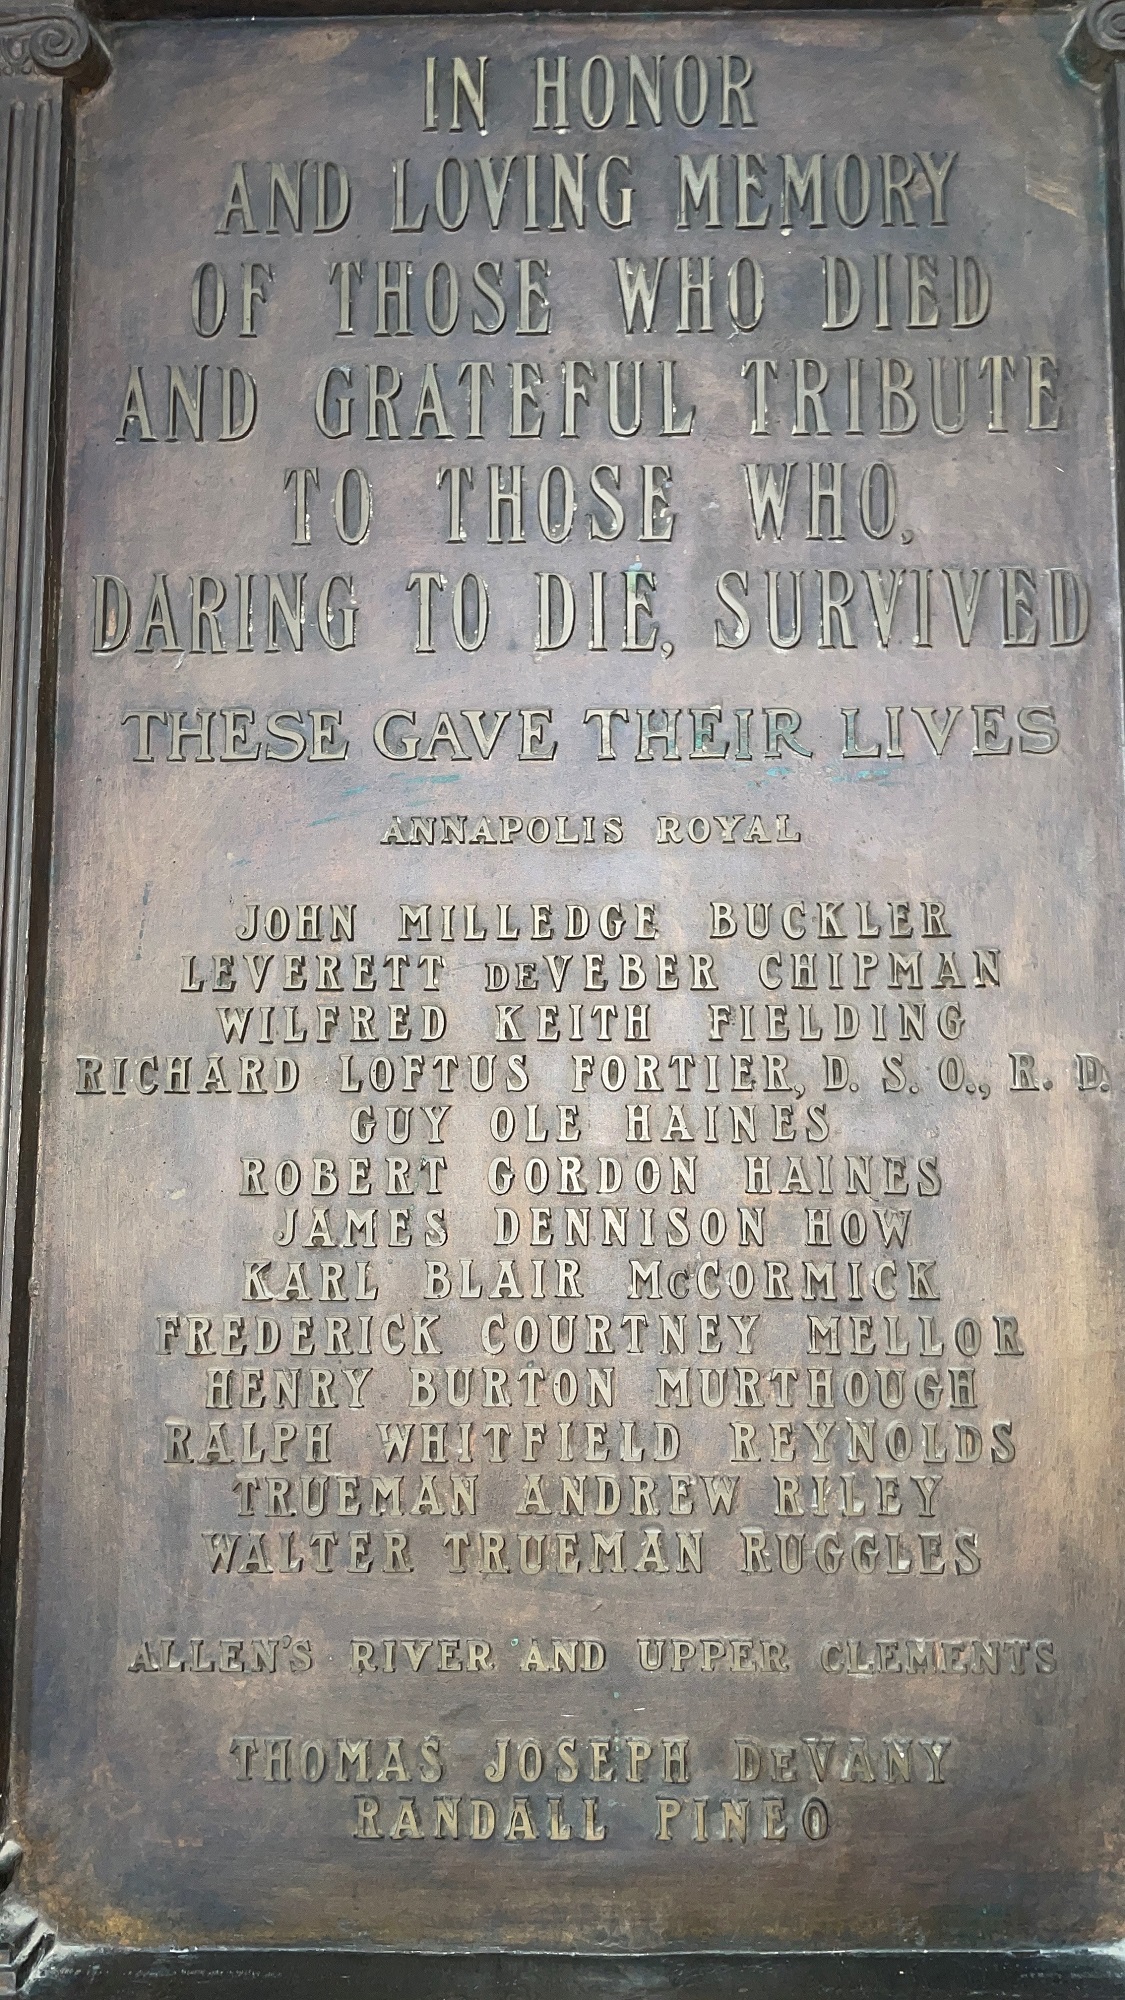 IN HONOR
AND LOVING MEMORY
OF THOSE WHO DIED
AND GRATEFUL TRIBUTE
TO THOSE WHO,
DARING TO DIE, SURVIVED
THESE GAVE THEIR LIVES
ANNAPOLIS ROYAL
JOHN MILLEDGE BUCKLER
LEVERETT DEVEBER CHIPMAN
WILFRED KEITH FIELDING
RICHARD LOFTUS FORTIER, D. S. O., R. D.
GUY OLE HAINES
ROBERT GORDON HAINES
JAMES DENNISON HOW
KARL BLAIR McCORMICK
FREDERICK COURTNEY MELLOR
HENRY BURTON MURTHOUGH
RALPH WHITFIELD REYNOLDS
TRUEMAN ANDREW RILEY
WALTER TRUEMAN RUGGLES
ALLEN'S RIVER AND UPPER CLEMENTS
THOMAS JOSEPH DEVANY
RANDALL PINEO